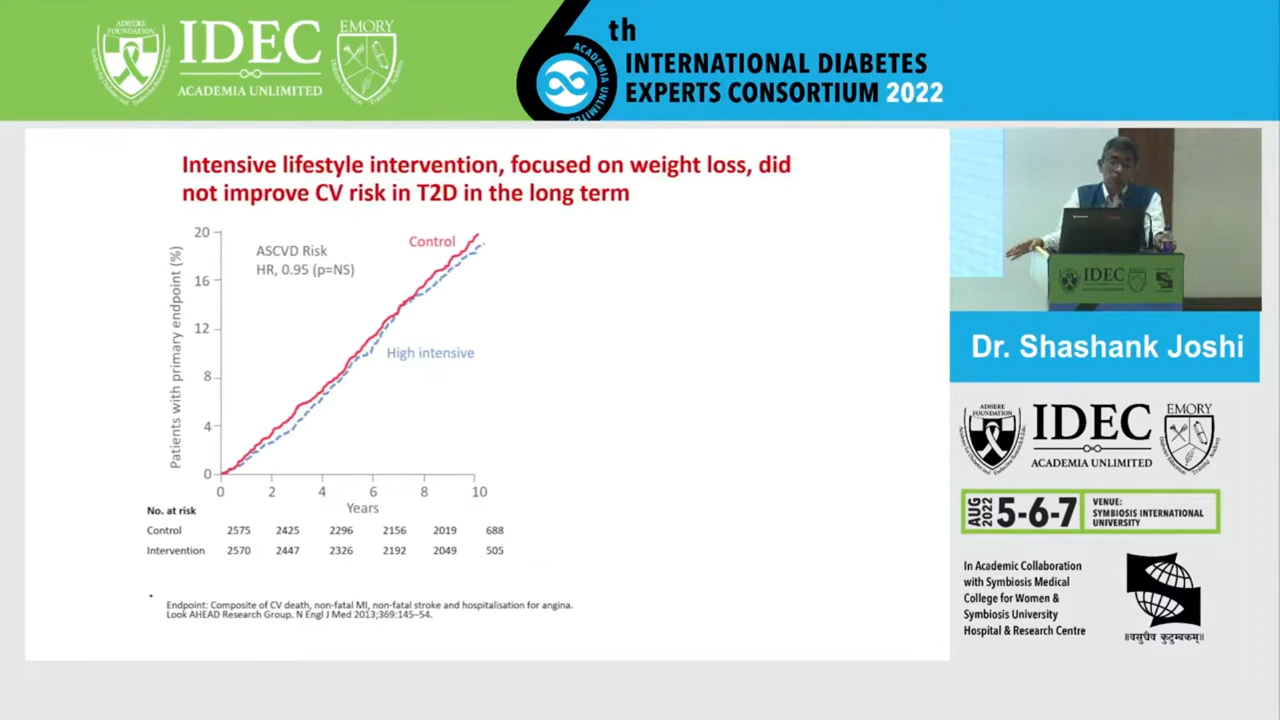 ADHERE
FOUNDATION
IDEC
ACADEMIA UNLIMITED
EMORY
6th
ACADEMIA UNLIMITED
INTERNATIONAL DIABETES
EXPERTS CONSORTIUM 2022
Intensive lifestyle intervention, focused on weight loss, did
not improve CV risk in T2D in the long term
Patients with primary endpoint (%)
20
16
12
8
4
0
ASCVD Risk
HR, 0.95 (p=NS)
Control
High intensive
0 2 4 6 8 10
Years
No. at risk
Control 2575 2425 2296 2156 2019 688
Intervention 2570 2447 2326 2192 2049 505
Endpoint: Composite of CV death, non-fatal MI, non-fatal stroke and hospitalisation for angina.
Look AHEAD Research Group. N Engl J Med 2013;369:145–54.
IDEC
Dr. Shashank Joshi
ADHERE
FOUNDATION
IDEC
ACADEMIA UNLIMITED
EMORY
AUG 2022 5-6-7
VENUE:
SYMBIOSIS INTERNATIONAL
UNIVERSITY
In Academic Collaboration
with Symbiosis Medical
College for Women &
Symbiosis University
Hospital & Research Centre
॥वसुधैव कुटुम्बकम्॥